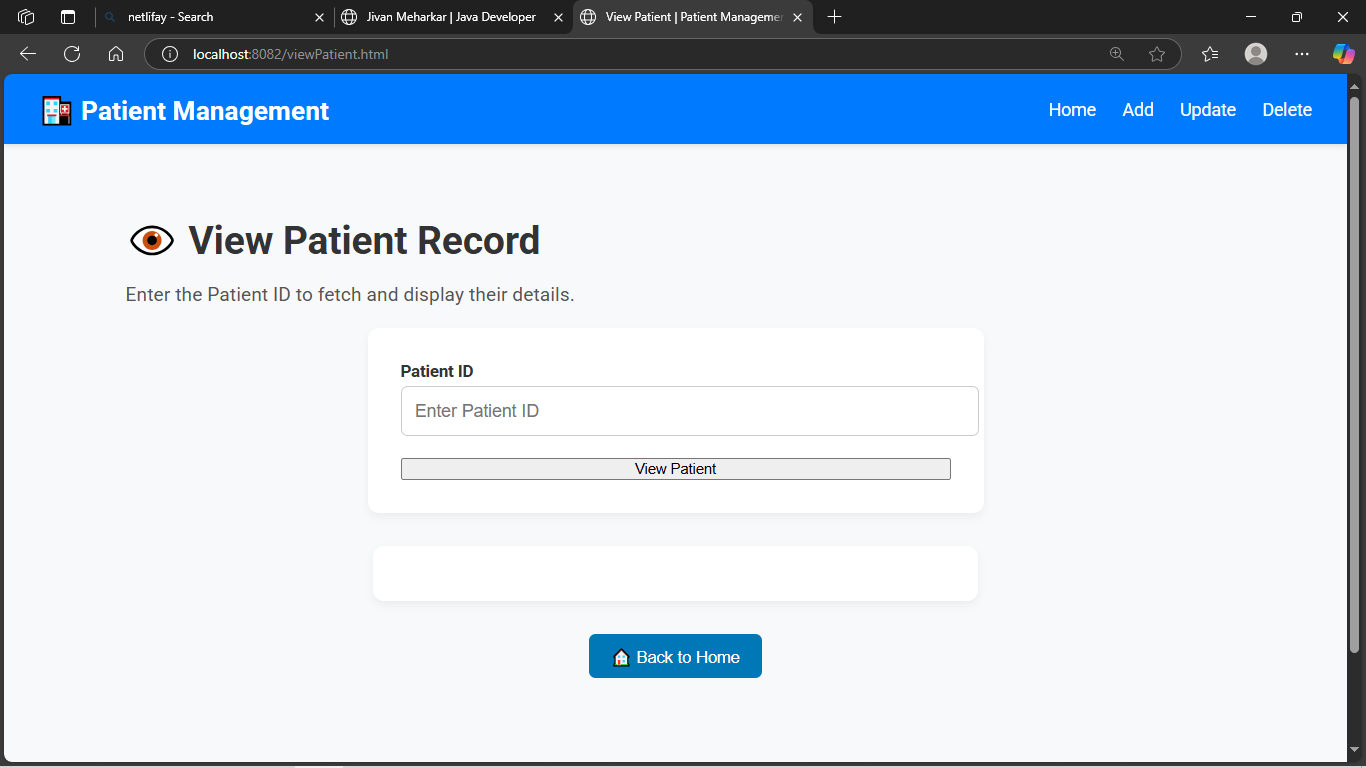 netlifay - Search
Jivan Meharkar | Java Developer
View Patient | Patient Managemer
localhost:8082/viewPatient.html
Patient Management
Home Add Update Delete
View Patient Record
Enter the Patient ID to fetch and display their details.
Patient ID
Enter Patient ID
View Patient
Back to Home